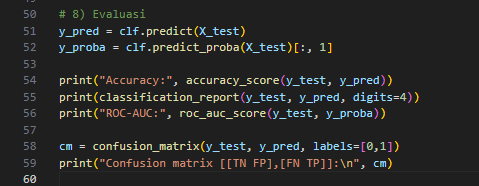 50 # 8) Evaluasi
51 y_pred = clf.predict(X_test)
52 y_proba = clf.predict_proba(X_test)[:, 1]
53
54 print("Accuracy:", accuracy_score(y_test, y_pred))
55 print(classification_report(y_test, y_pred, digits=4))
56 print("ROC-AUC:", roc_auc_score(y_test, y_proba))
57
58 cm = confusion_matrix(y_test, y_pred, labels=[0,1])
59 print("Confusion matrix [[TN FP],[FN TP]]:\n", cm)
60